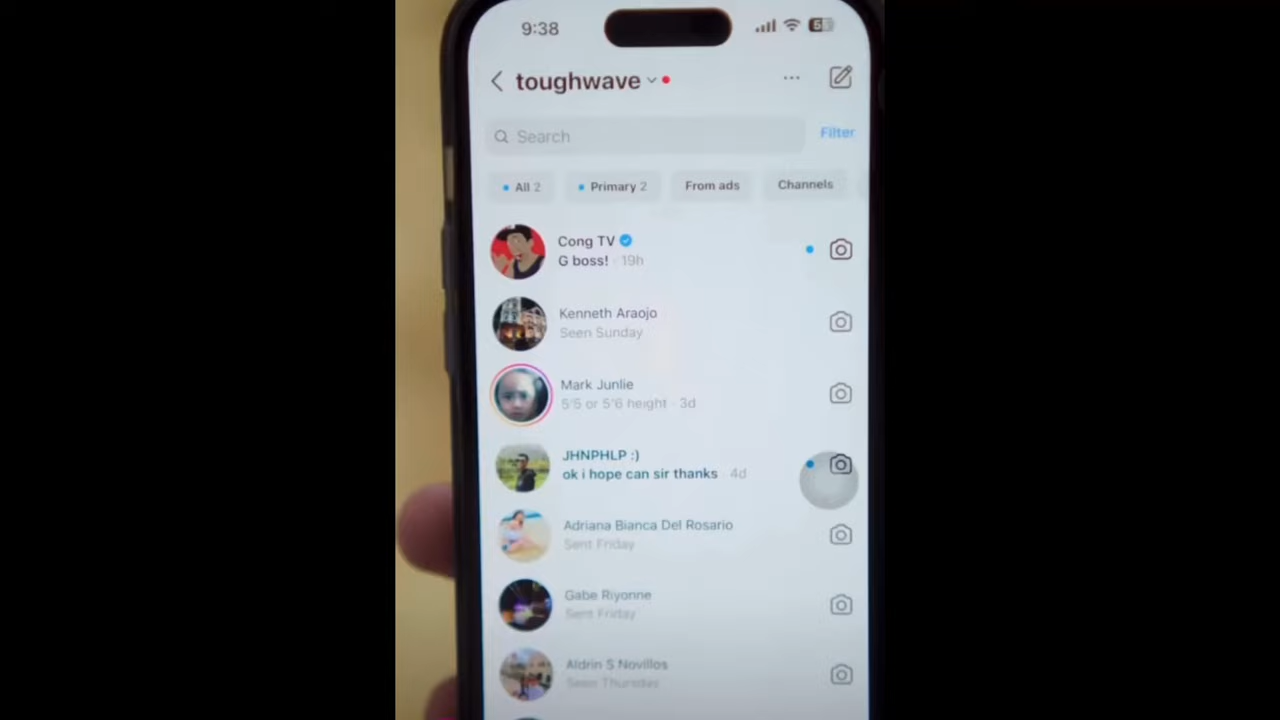 9:38
toughwave
Search
Filter
All 2
Primary 2
From ads
Channels
Cong TV
G boss! · 19h
Kenneth Araojo
Seen Sunday
Mark Junlie
5'5 or 5'6 height · 3d
JHNPHLP :)
ok i hope can sir thanks · 4d
Adriana Bianca Del Rosario
Sent Friday
Gabe Riyonne
Sent Friday
Aldrin S Novillos
Seen Thursday